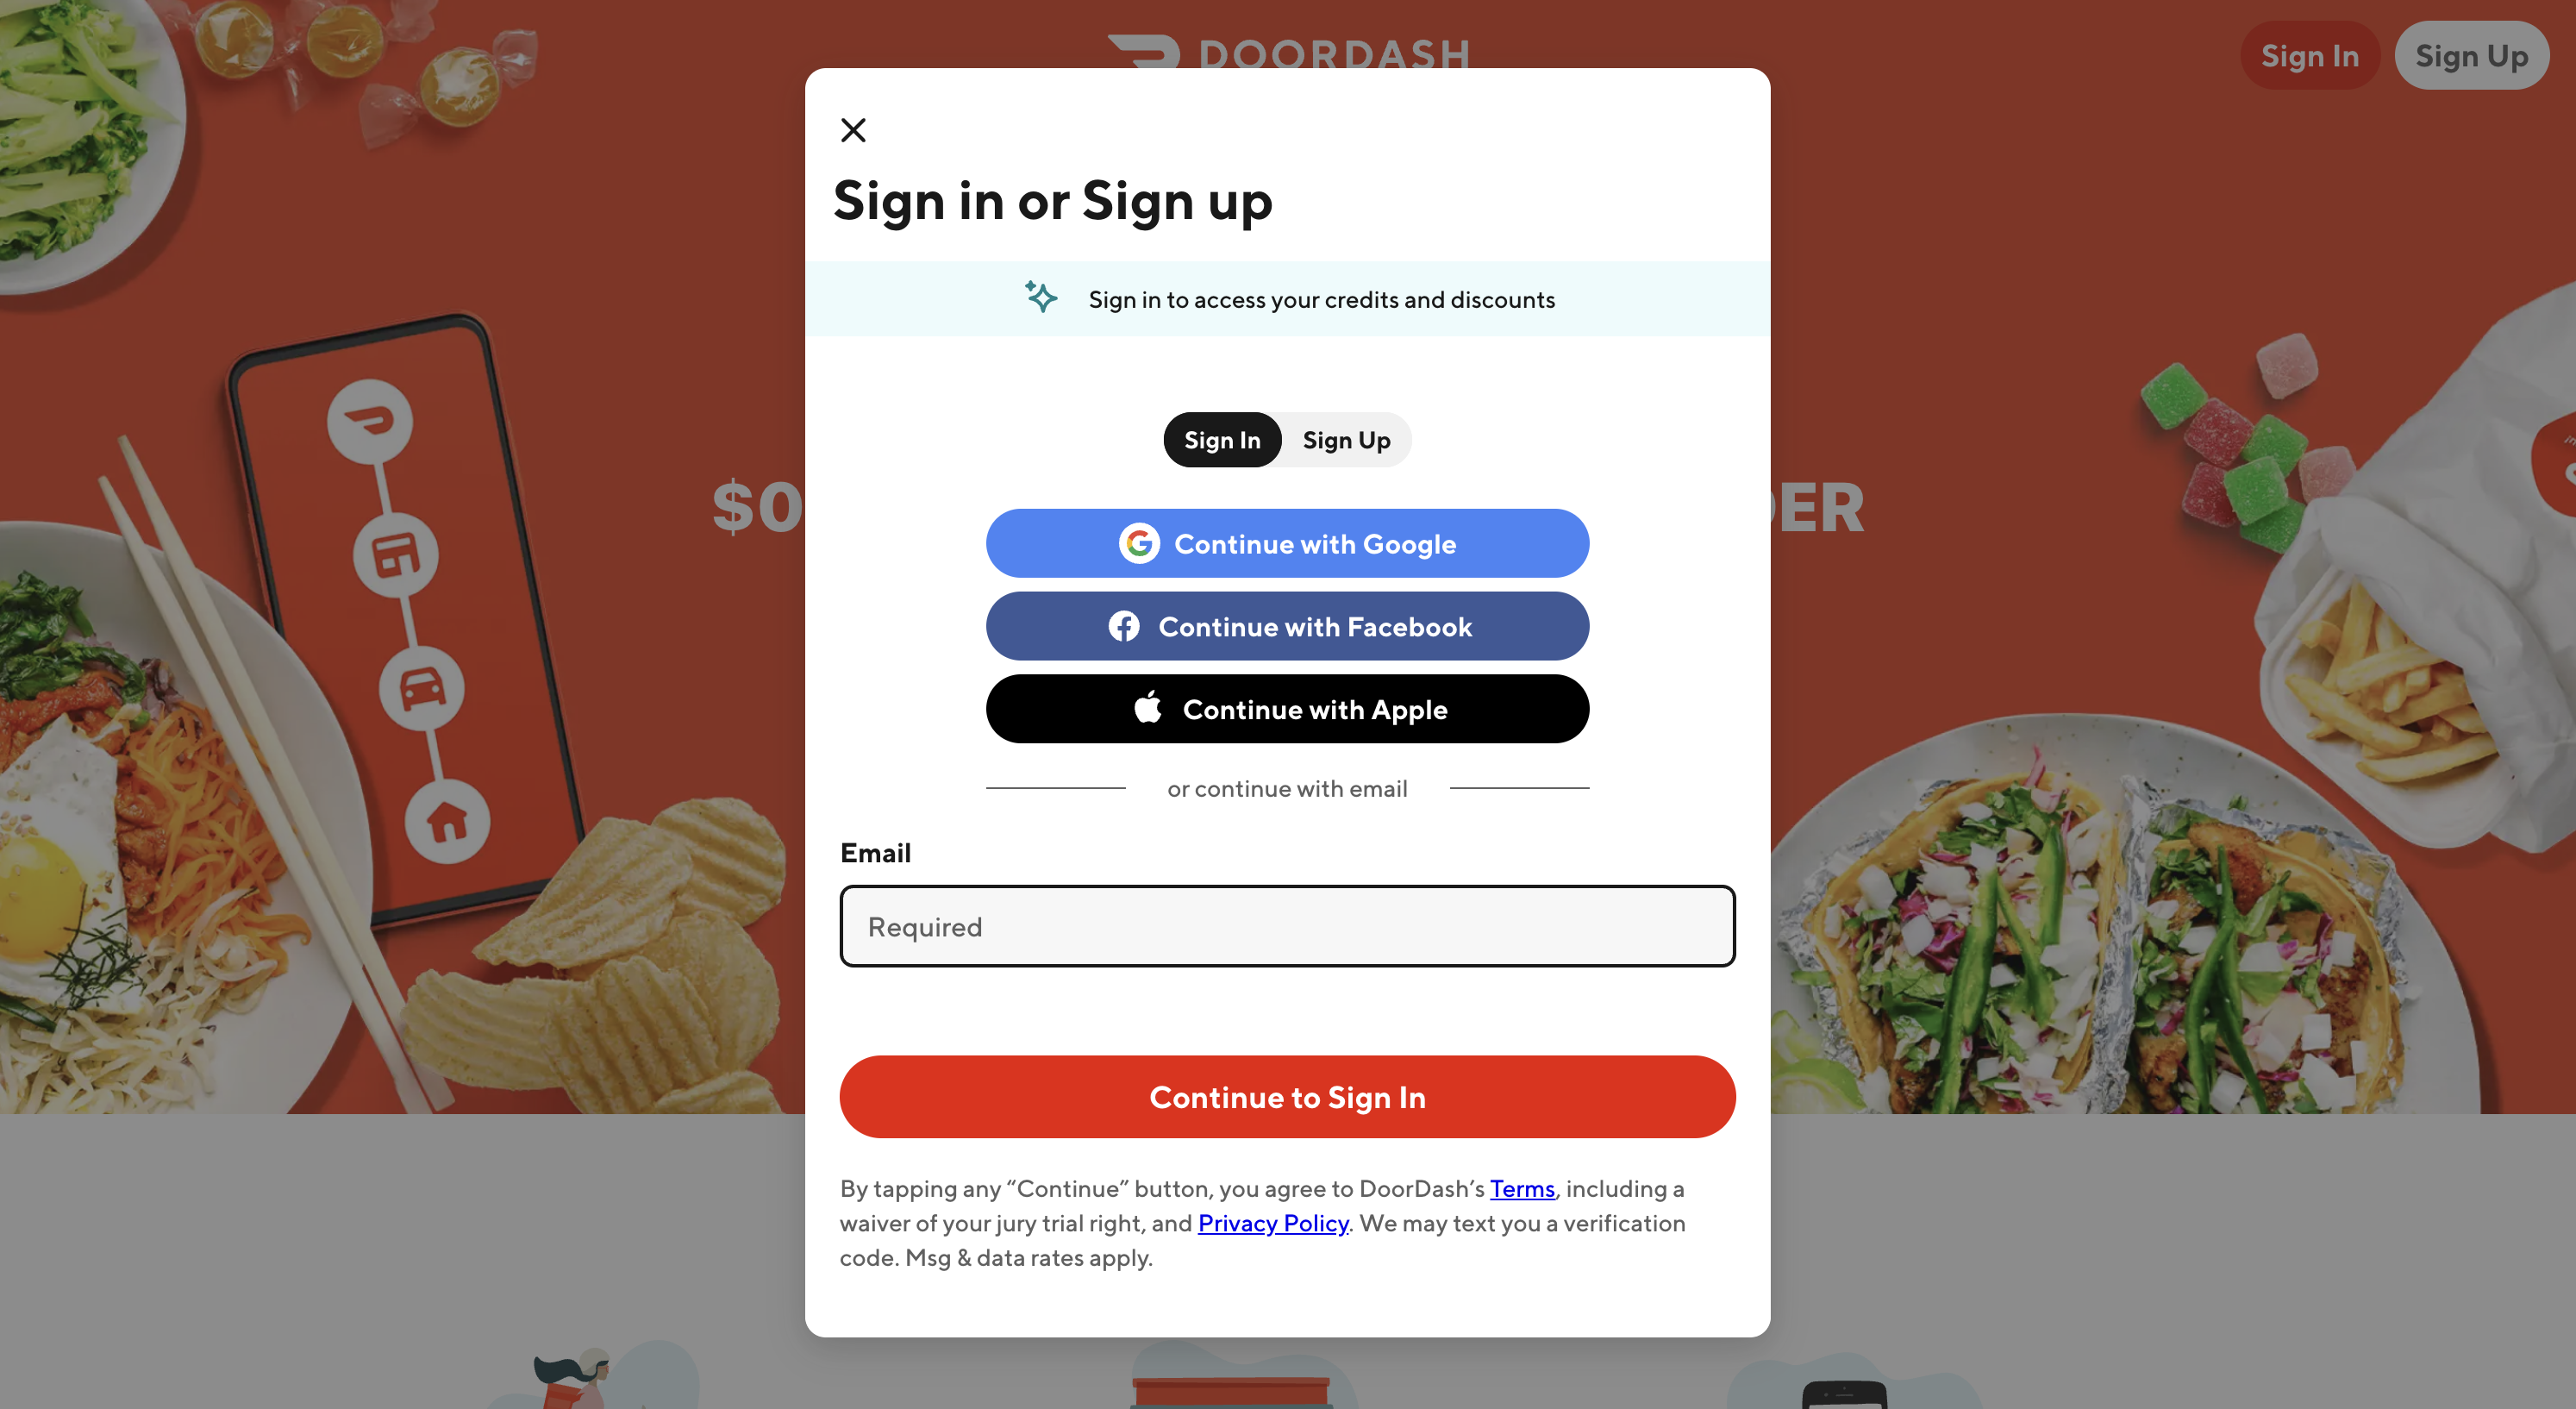 DOORDASH
Sign In
Sign Up
Sign in or Sign up
Sign in to access your credits and discounts
Sign In
Sign Up
$0
DER
Continue with Google
Continue with Facebook
Continue with Apple
or continue with email
Email
Required
Continue to Sign In
By tapping any “Continue” button, you agree to DoorDash’s Terms, including a
waiver of your jury trial right, and Privacy Policy. We may text you a verification
code. Msg & data rates apply.